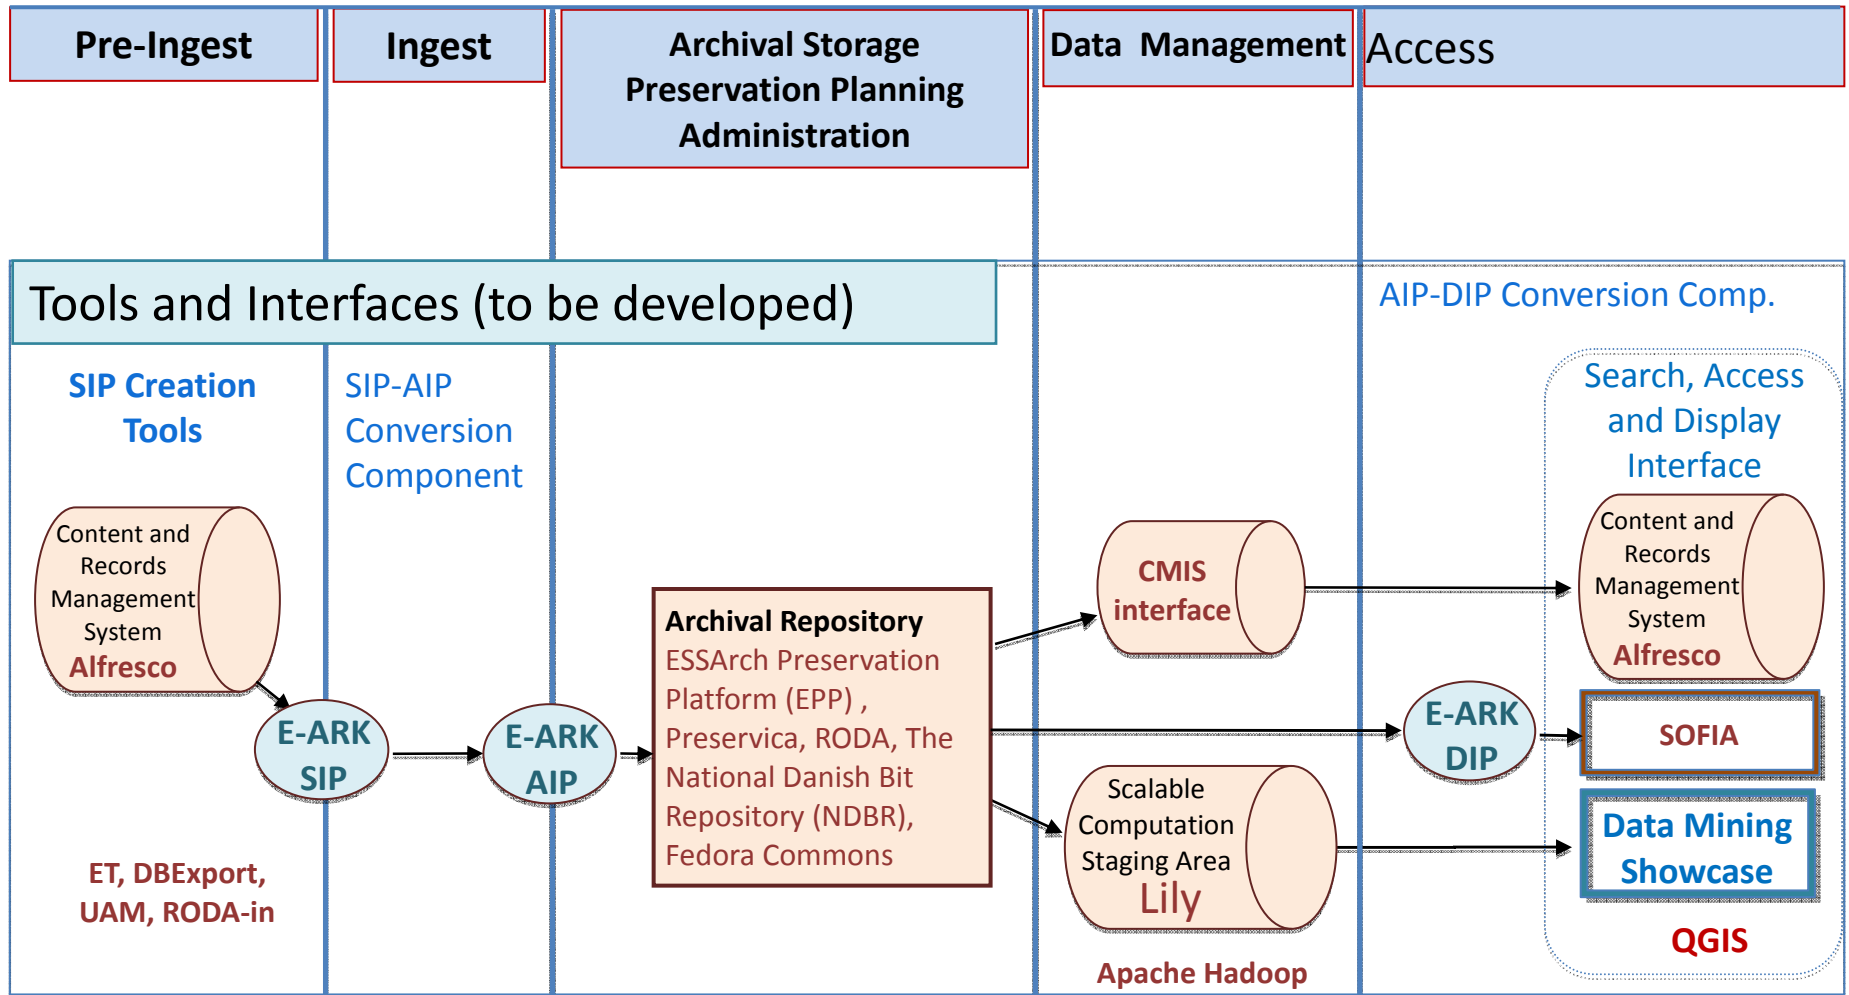 Pre-Ingest
Ingest
Archival Storage
Preservation Planning
Administration
Data Management
Access
Tools and Interfaces (to be developed)
AIP-DIP Conversion Comp.
SIP Creation
Tools
SIP-AIP
Conversion
Component
Search, Access
and Display
Interface
Content and
Records
Management
System
Alfresco
E-ARK
SIP
E-ARK
AIP
ET, DBExport,
UAM, RODA-in
Archival Repository
ESSArch Preservation
Platform (EPP) ,
Preservica, RODA, The
National Danish Bit
Repository (NDBR),
Fedora Commons
CMIS
interface
Scalable
Computation
Staging Area
Lily
Apache Hadoop
E-ARK
DIP
Content and
Records
Management
System
Alfresco
SOFIA
Data Mining
Showcase
QGIS